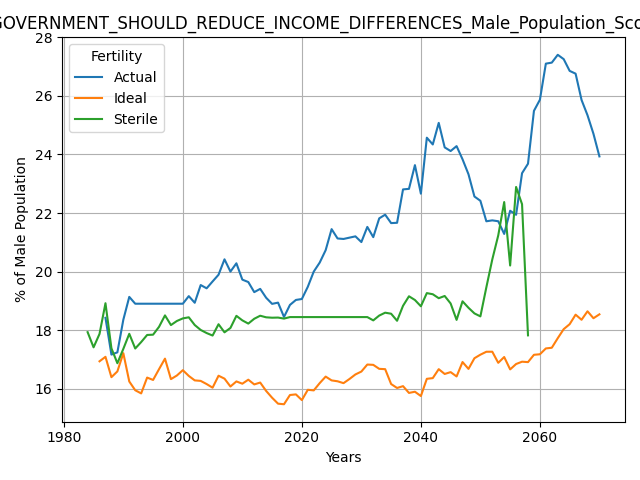 GOVERNMENT_SHOULD_REDUCE_INCOME_DIFFERENCES_Male_Population_Sco
28
26
24
22
20
18
16
% of Male Population
Fertility
Actual
Ideal
Sterile
1980
2000
2020
2040
2060
Years